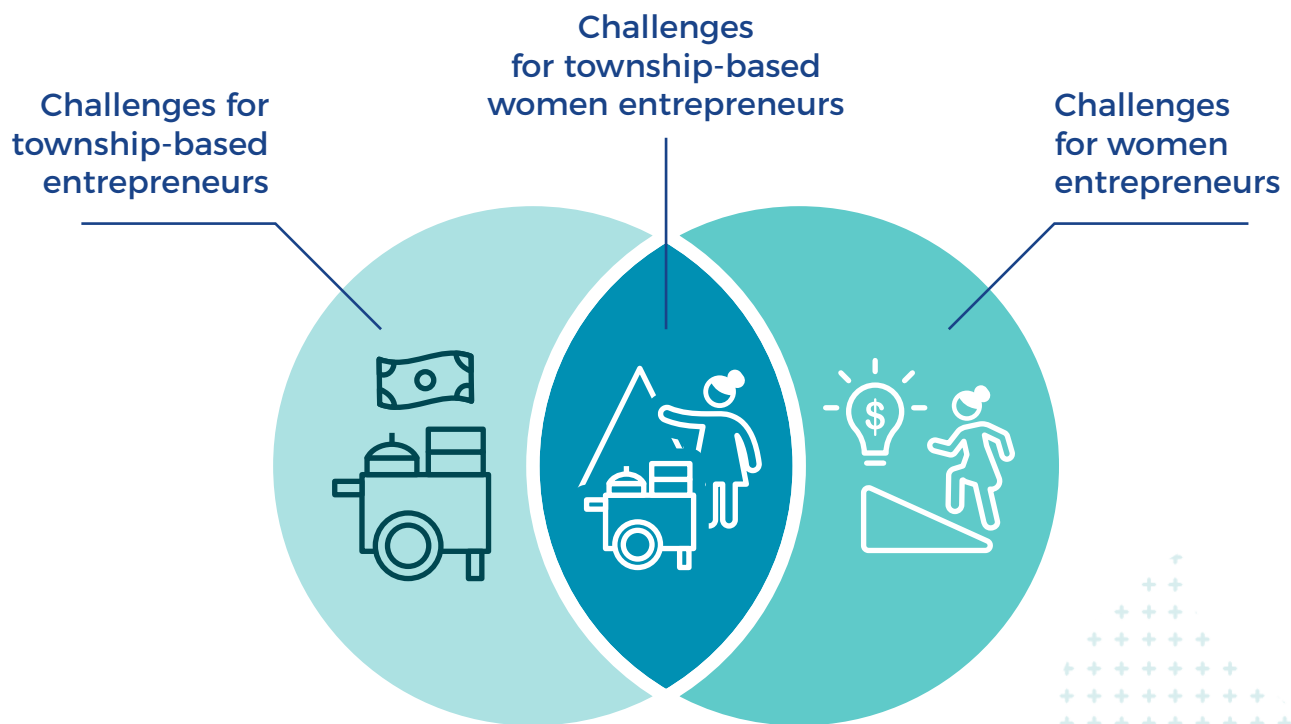 Challenges for
township-based
entrepreneurs
Challenges
for township-based
women entrepreneurs
Challenges
for women
entrepreneurs
$